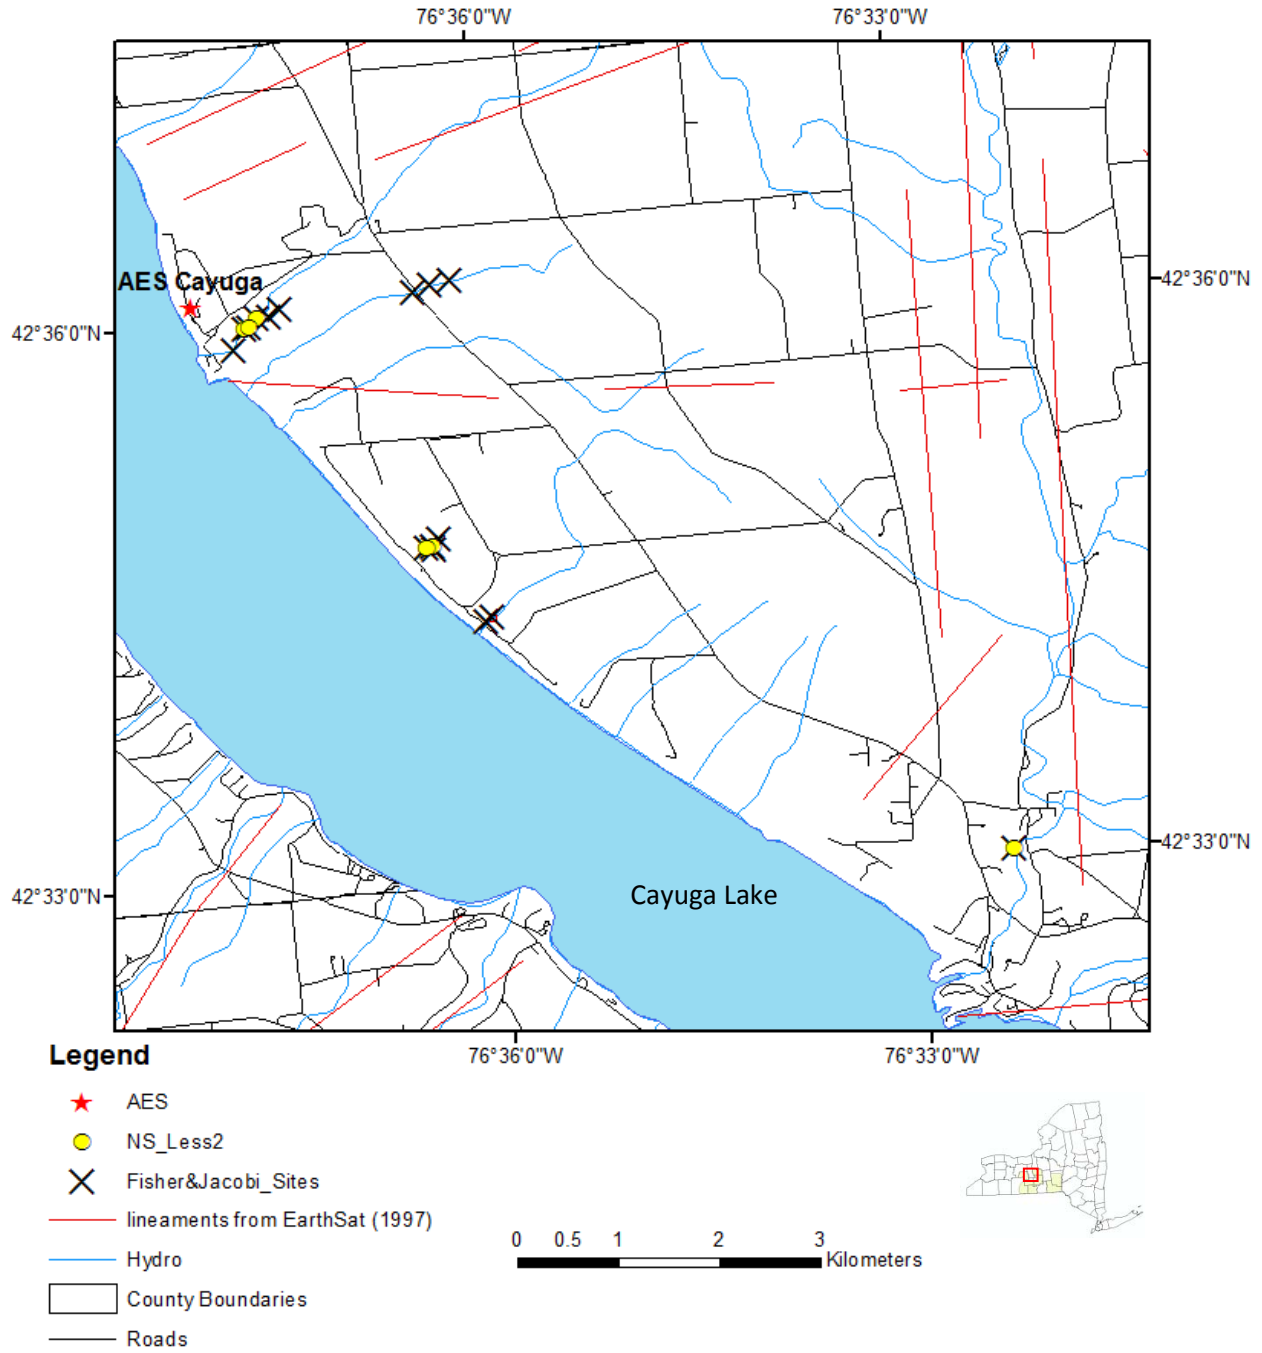 76°36'0"W 76°33'0"W
AES Cayuga
42°36'0"N
42°36'0"N
42°33'0"N
42°33'0"N
Cayuga Lake
76°36'0"W 76°33'0"W
Legend
AES
NS_Less2
Fisher&Jacobi_Sites
lineaments from EarthSat (1997)
Hydro
County Boundaries
Roads
0 0.5 1 2 3
Kilometers